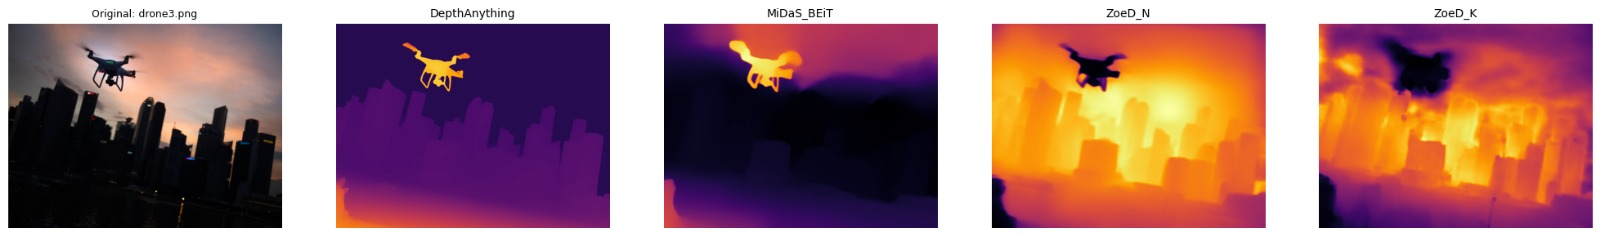 Original: drone3.png
DepthAnything
MiDaS_BEiT
ZoeD_N
ZoeD_K